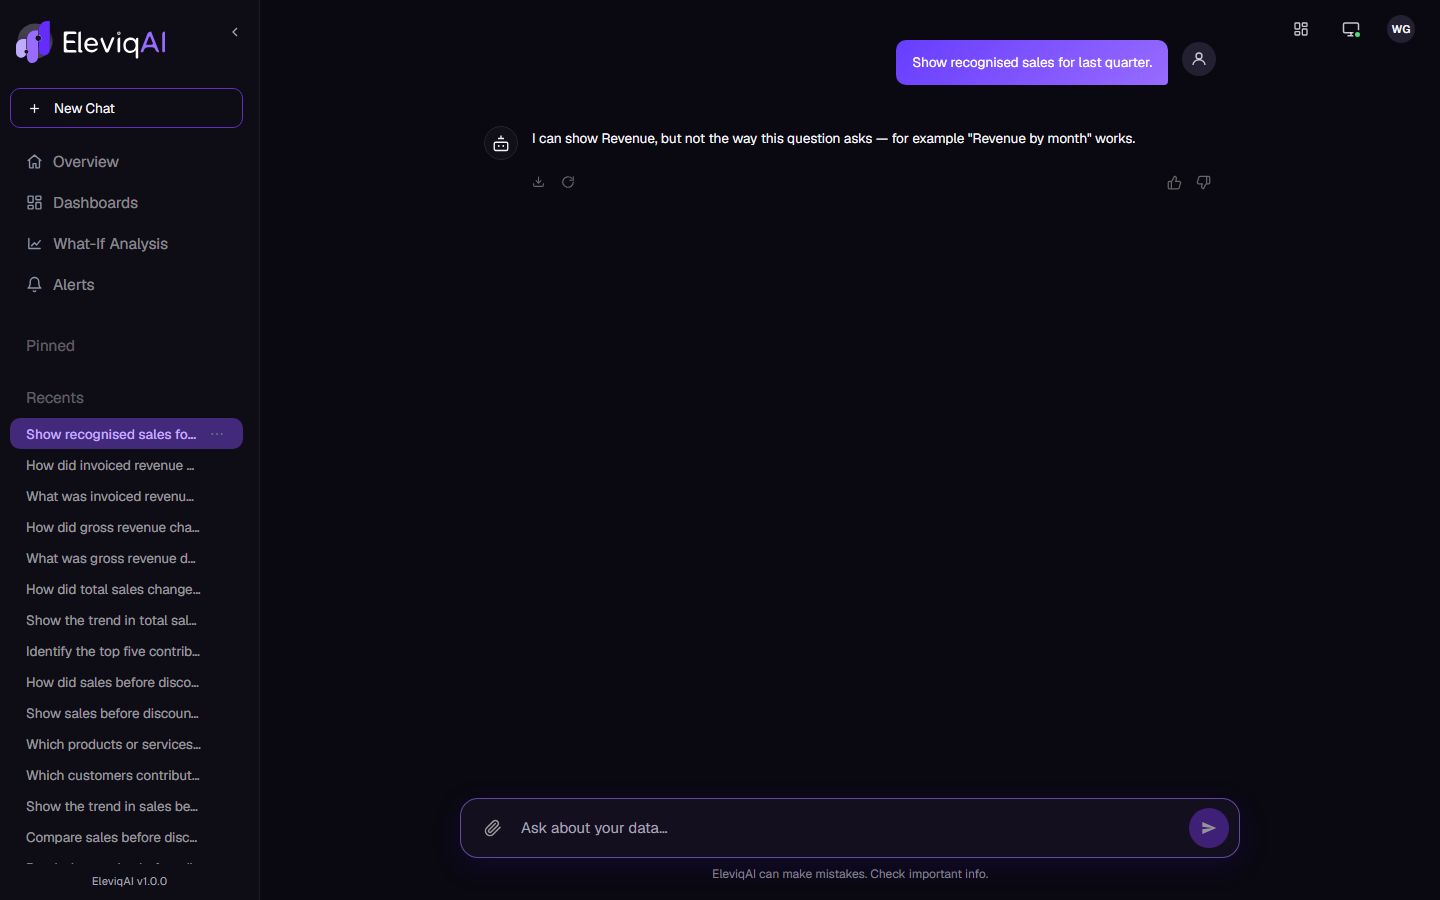 EleviqAI
New Chat
Overview
Dashboards
What-If Analysis
Alerts
Pinned
Recents
Show recognised sales fo...
How did invoiced revenue ...
What was invoiced revenu...
How did gross revenue cha...
What was gross revenue d...
How did total sales change...
Show the trend in total sal...
Identify the top five contrib...
How did sales before disco...
Show sales before discoun...
Which products or services...
Which customers contribut...
Show the trend in sales be...
Compare sales before disc...
EleviqAI v1.0.0
WG
Show recognised sales for last quarter.
I can show Revenue, but not the way this question asks — for example "Revenue by month" works.
Ask about your data...
EleviqAI can make mistakes. Check important info.